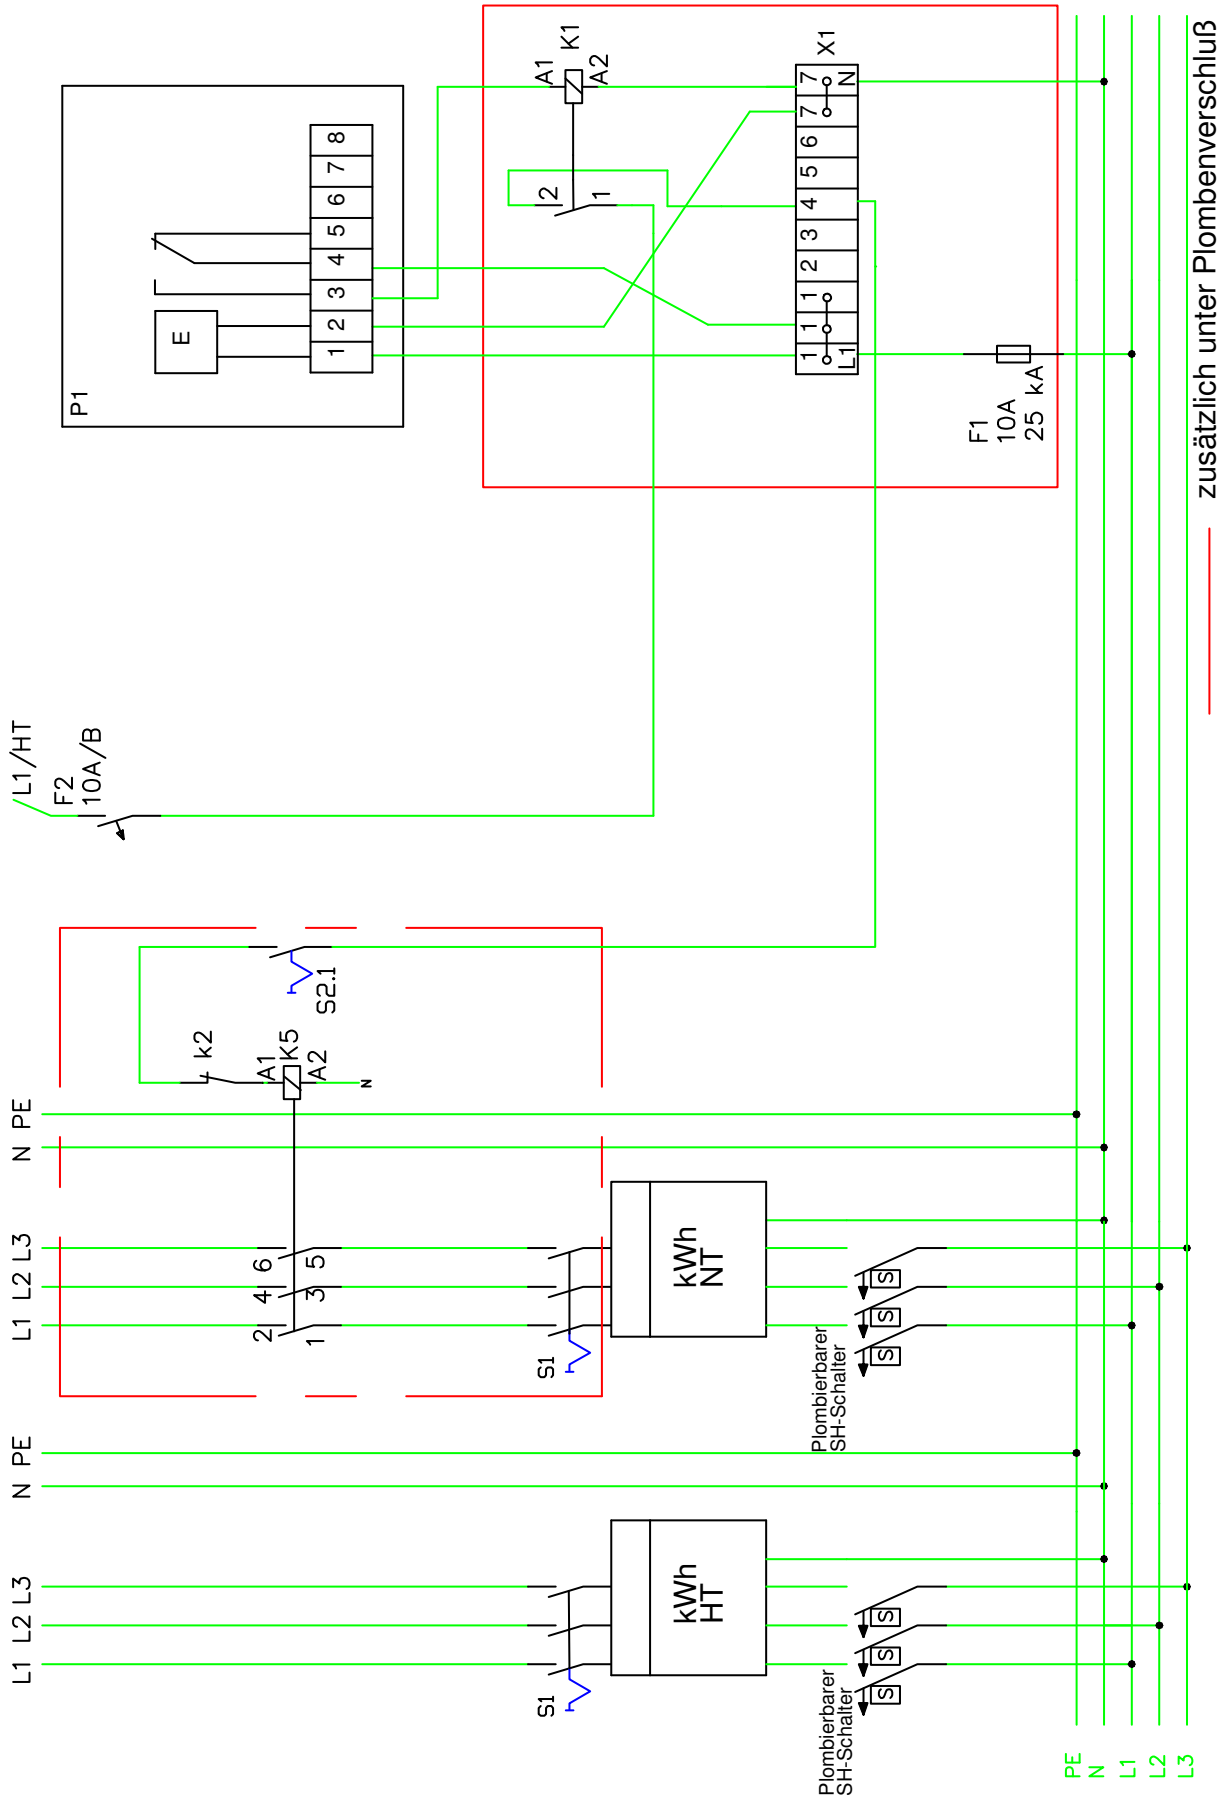 P1
E
1 2 3 4 5 6 7 8
K1
A1
A2
2
1
X1
1 1 1 2 3 4 5 6 7 7
L1
N
F1
10A
25 kA
L1/HT
F2
10A/B
S2.1
k2
A1
K5
A2
N
L1 L2 L3 N PE
2 4 6
1 3 5
S1
kWh
NT
Plombierbarer
SH-Schalter
S S S
L1 L2 L3 N PE
S1
kWh
HT
Plombierbarer
SH-Schalter
S S S
PE
N
L1
L2
L3
zusätzlich unter Plombenverschluß